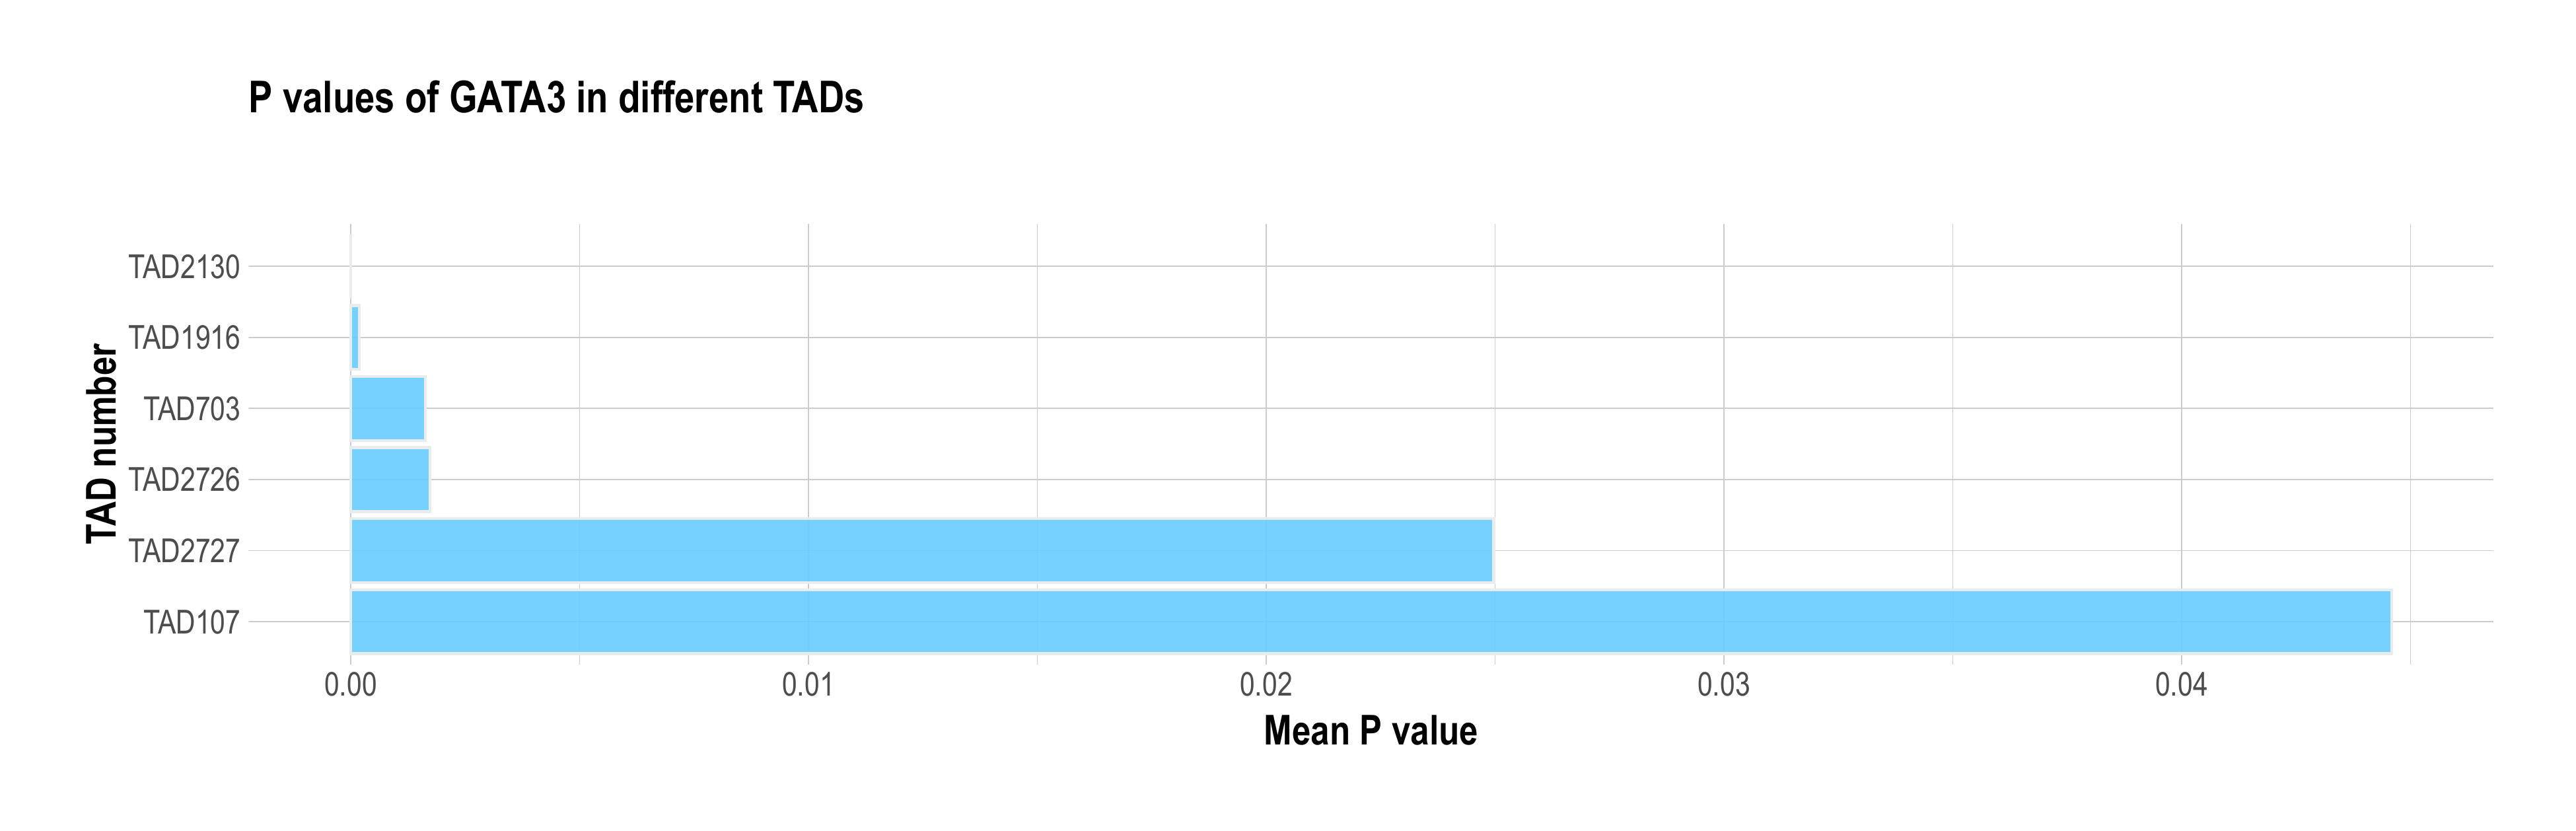 P values of GATA3 in different TADs
TAD number
TAD2130
TAD1916
TAD703
TAD2726
TAD2727
TAD107
0.00 0.01 0.02 0.03 0.04
Mean P value